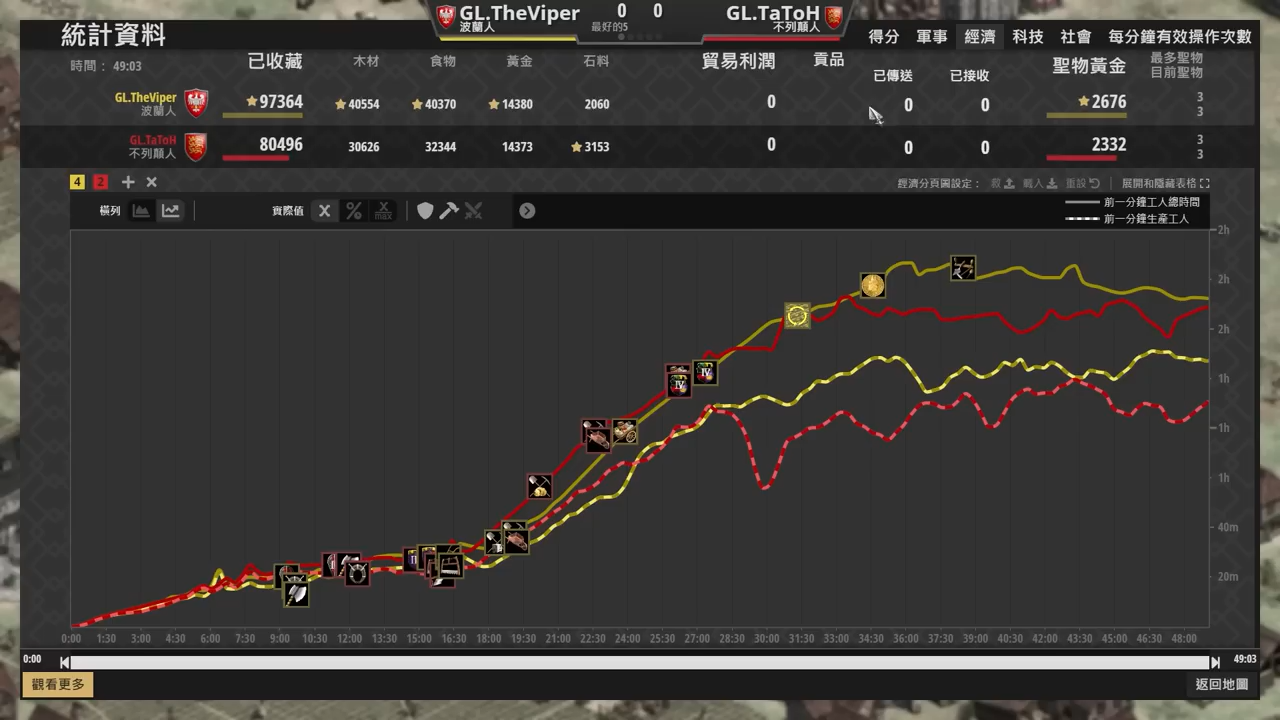 GL.TheViper 0 0 GL.TaToH
波蘭人 最好的5 不列顛人
統計資料
得分 軍事 經濟 科技 社會 每分鐘有效操作次數
時間： 49:03 已收藏 木材 食物 黃金 石料 貿易利潤 貢品 已傳送 已接收 聖物黃金 最多聖物
目前聖物
GL.TheViper 97364 40554 40370 14380 2060 0 0 0 2676 3
波蘭人 3
GL.TaToH 80496 30626 32344 14373 3153 0 0 0 2332 3
不列顛人 3
4 2 經濟分頁圖設定： 載入 重設 展開和隱藏表格
橫列 實際值 X % X max 前一分鐘工人總時間
前一分鐘生產工人
2h
2h
2h
1h
1h
1h
40m
20m
IV IV
0:00 1:30 3:00 4:30 6:00 7:30 9:00 10:30 12:00 13:30 15:00 16:30 18:00 19:30 21:00 22:30 24:00 25:30 27:00 28:30 30:00 31:30 33:00 34:30 36:00 37:30 39:00 40:30 42:00 43:30 45:00 46:30 48:00
0:00 49:03
觀看更多 返回地圖